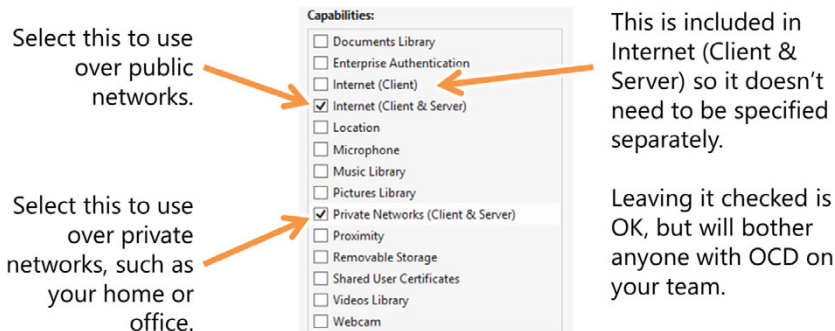 Select this to use
over public
networks.
Select this to use
over private
networks, such as
your home or
office.
Capabilities:
Documents Library
Enterprise Authentication
Internet (Client)
Internet (Client & Server)
Location
Microphone
Music Library
Pictures Library
Private Networks (Client & Server)
Proximity
Removable Storage
Shared User Certificates
Videos Library
Webcam
This is included in
Internet (Client &
Server) so it doesn't
need to be specified
separately.
Leaving it checked is
OK, but will bother
anyone with OCD on
your team.